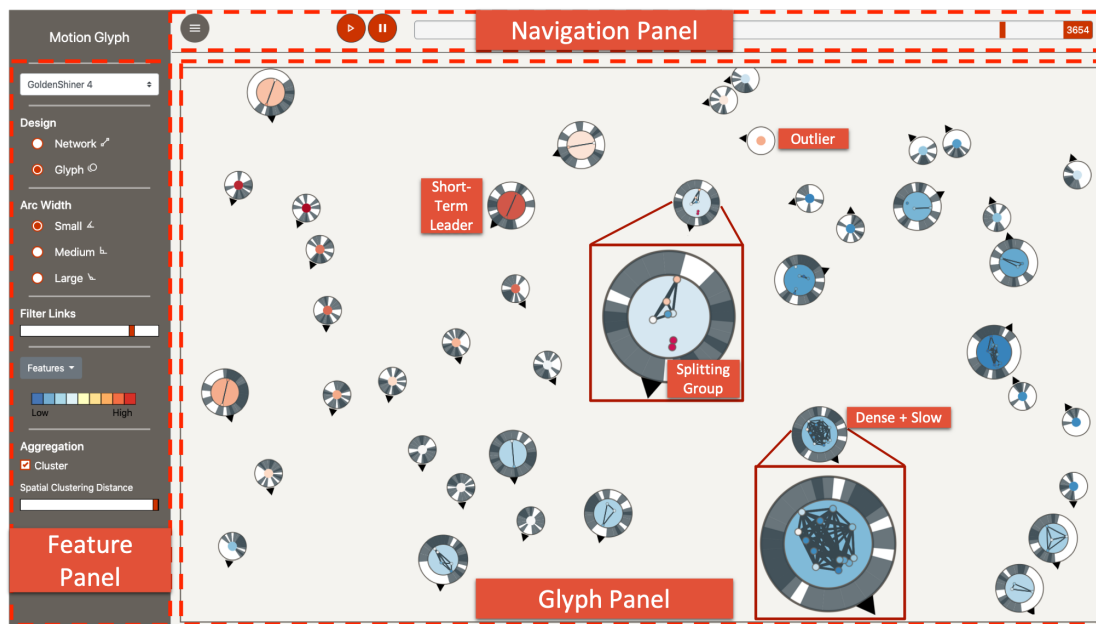 Motion Glyph
Navigation Panel
3654
GoldenShiner 4
Design
Network
Glyph
Arc Width
Small
Medium
Large
Filter Links
Features
Low
High
Aggregation
Cluster
Spatial Clustering Distance
Feature
Panel
Outlier
Short-
Term
Leader
Splitting
Group
Dense + Slow
Glyph Panel